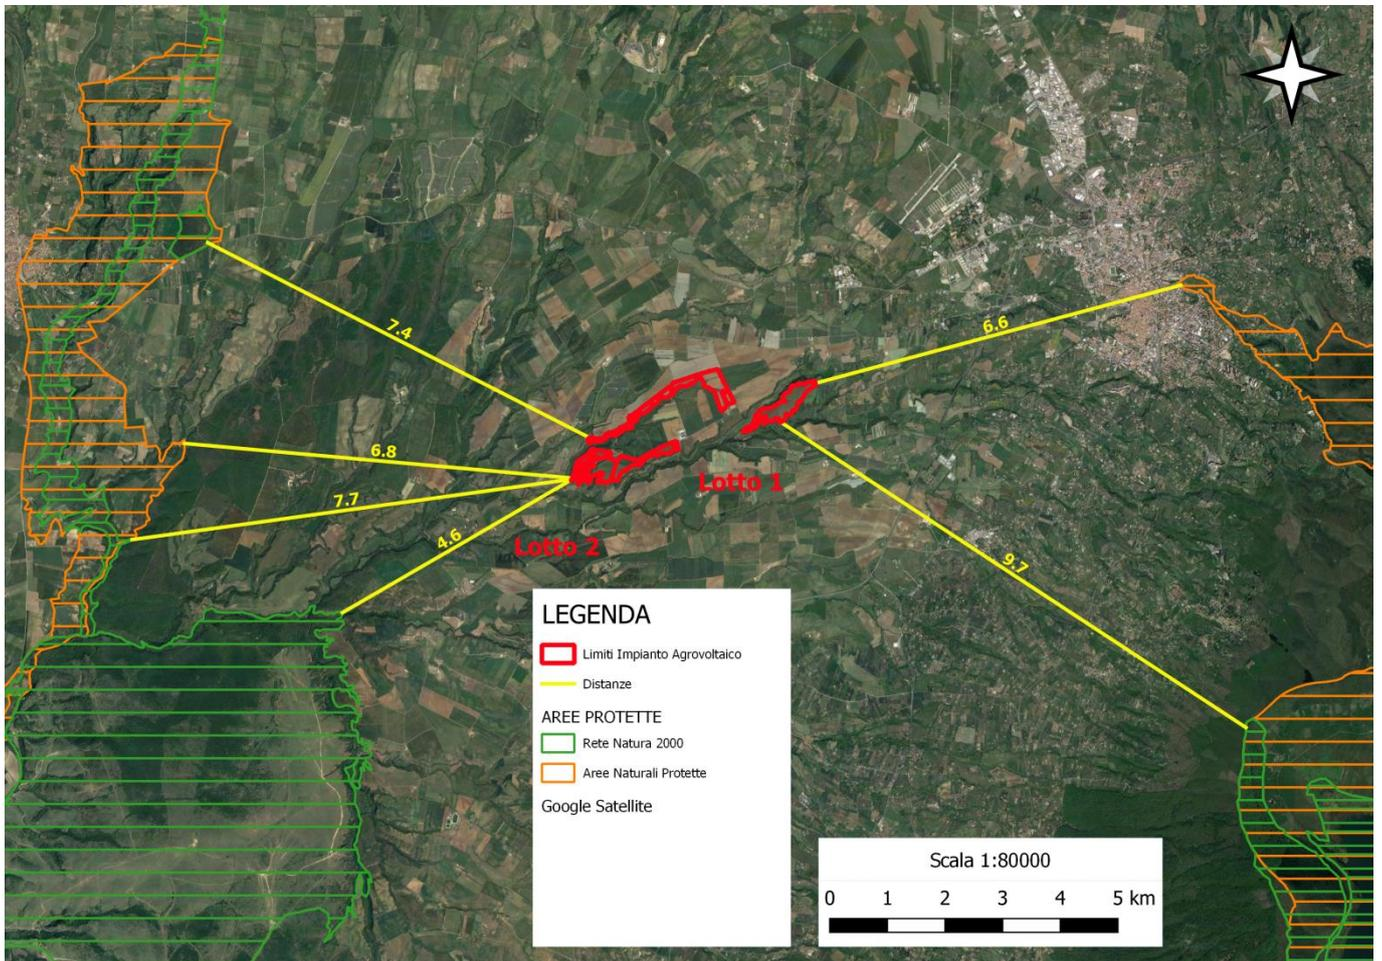 7.4
6.6
6.8
Lotto 1
7.7
4.6
Lotto 2
9.7
LEGENDA
Limiti Impianto Agrovoltaico
Distanze
AREE PROTETTE
Rete Natura 2000
Aree Naturali Protette
Google Satellite
Scala 1:80000
0 1 2 3 4 5 km